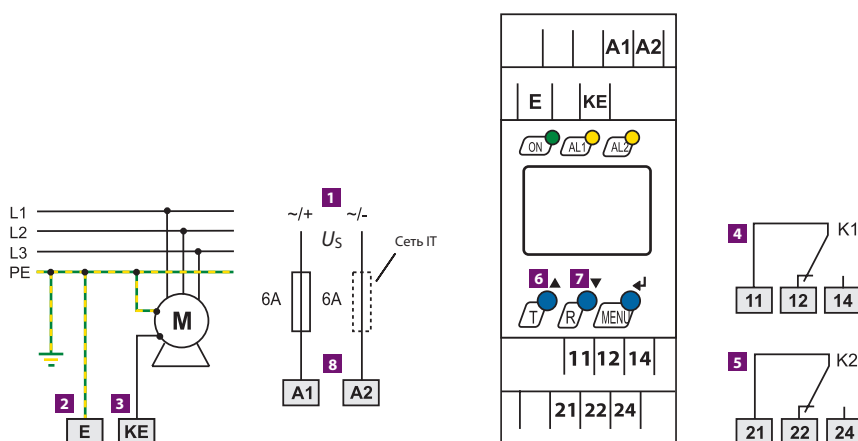 L1
L2
L3
PE
M
2
3
E
KE
1
~/+
~/-
US
Сеть IT
6A
6A
8
A1
A2
A1 A2
E KE
ON AL1 AL2
6 ▲ 7 ▼
T R MENU
11 12 14
21 22 24
4
K1
11 12 14
5
K2
21 22 24